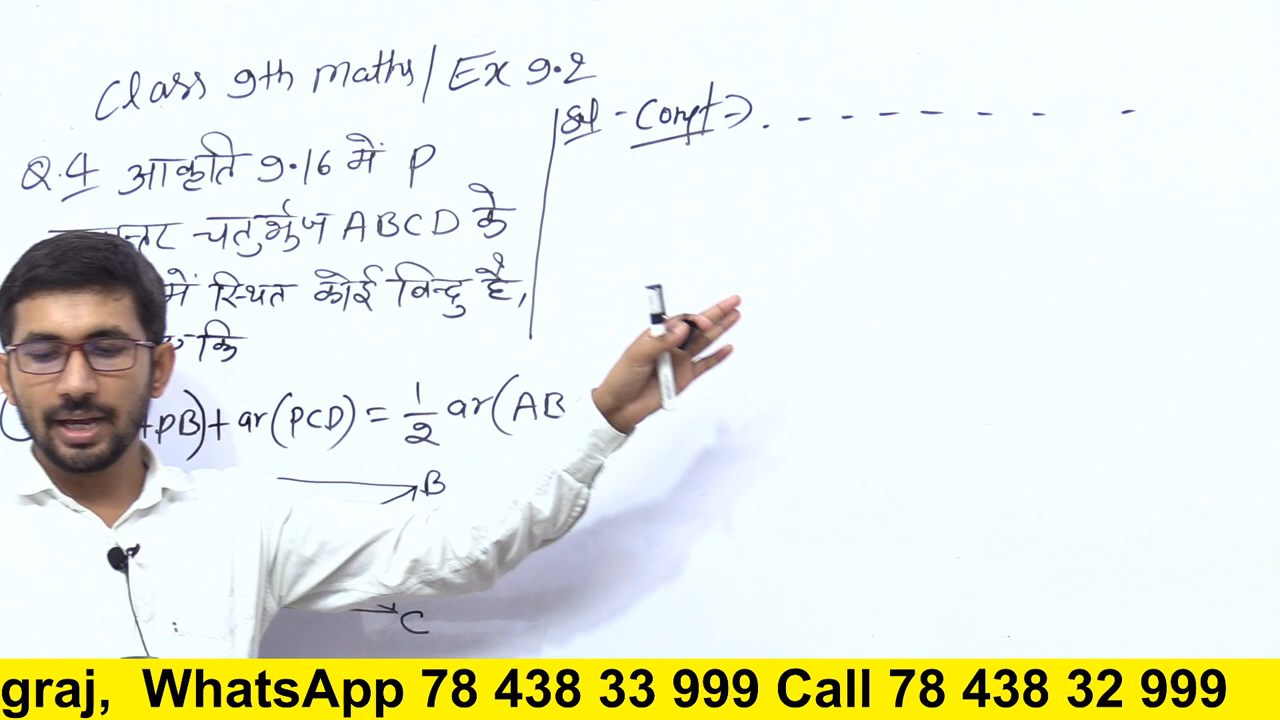 Class 9th maths / Ex 9.2
Q.4 आकृति 9.16 में P
चतुर्भुज ABCD के
में स्थित कोई बिन्दु है,
कि
PB) + ar(PCD) = 1/2 ar(AB
B
C
Sol - Conpt ⇒ . - - - - - - -
graj, WhatsApp 78 438 33 999 Call 78 438 32 999